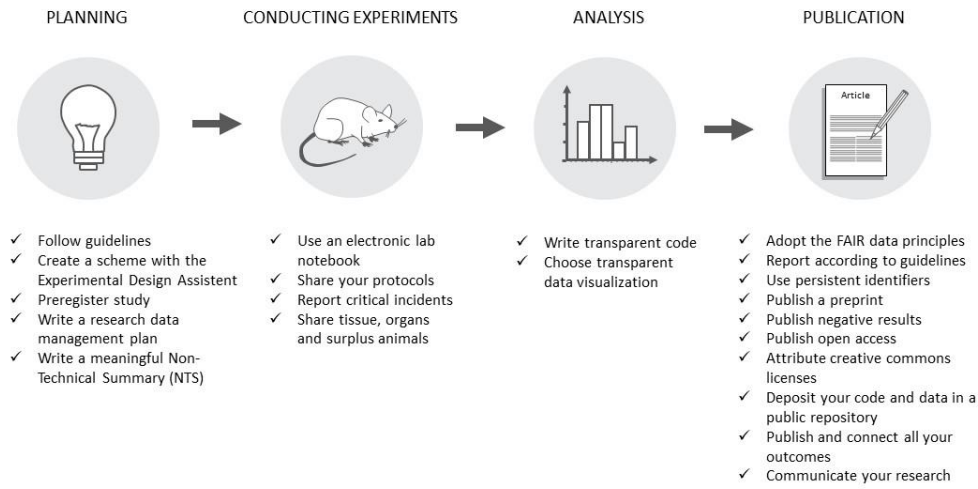 PLANNING
CONDUCTING EXPERIMENTS
ANALYSIS
PUBLICATION
Article
✓ Follow guidelines
✓ Create a scheme with the
Experimental Design Assistent
✓ Preregister study
✓ Write a research data
management plan
✓ Write a meaningful Non-
Technical Summary (NTS)
✓ Use an electronic lab
notebook
✓ Share your protocols
✓ Report critical incidents
✓ Share tissue, organs
and surplus animals
✓ Write transparent code
✓ Choose transparent
data visualization
✓ Adopt the FAIR data principles
✓ Report according to guidelines
✓ Use persistent identifiers
✓ Publish a preprint
✓ Publish negative results
✓ Publish open access
✓ Attribute creative commons
licenses
✓ Deposit your code and data in a
public repository
✓ Publish and connect all your
outcomes
✓ Communicate your research